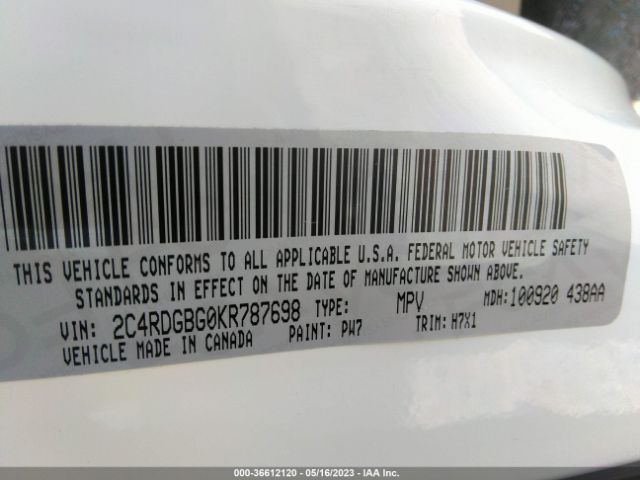 THIS VEHICLE CONFORMS TO ALL APPLICABLE U.S.A. FEDERAL MOTOR VEHICLE SAFETY
STANDARDS IN EFFECT ON THE DATE OF MANUFACTURE SHOWN ABOVE.
VIN: 2C4RDGBG0KR787698 TYPE: MPV MDH:100920 438AA
VEHICLE MADE IN CANADA PAINT: PW7 TRIM: H7X1
000-36612120 - 05/16/2023 - IAA Inc.